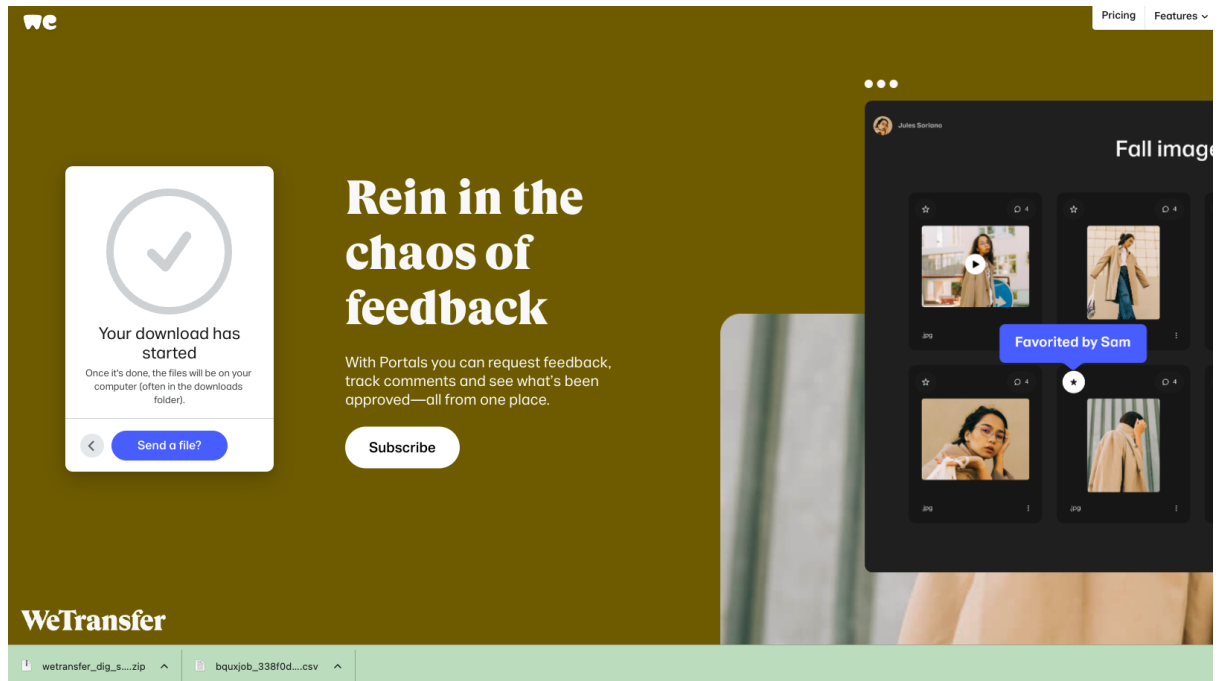 we
Pricing
Features
Jules Soriano
Fall image
4
4
.jpg
Favorited by Sam
4
4
.jpg
.jpg
Your download has
started
Once it's done, the files will be on your
computer (often in the downloads
folder).
Send a file?
Rein in the
chaos of
feedback
With Portals you can request feedback,
track comments and see what's been
approved—all from one place.
Subscribe
WeTransfer
wetransfer_dig_s....zip
bquxjob_338f0d....csv